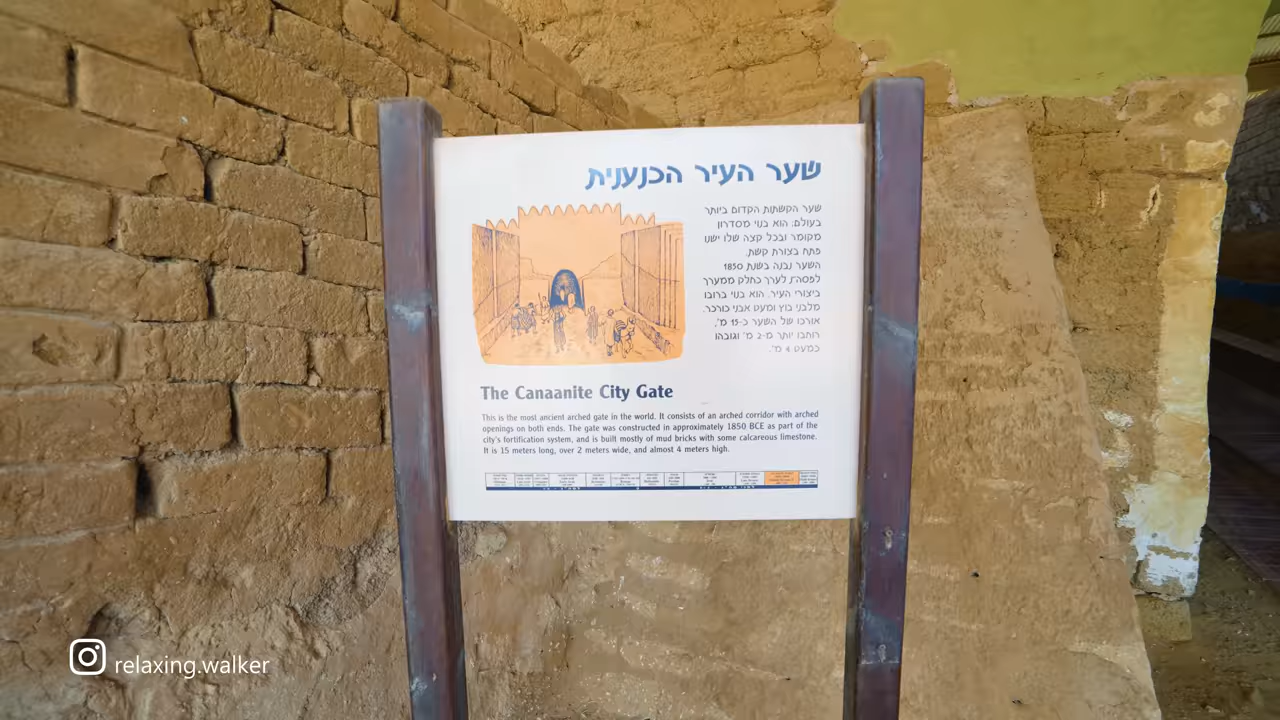 שער העיר הכנענית
שער הקשתות הקדום ביותר
בעולם: הוא בנוי מסדרון
מקומר ובכל קצה שלו ישנו
פתח בצורת קשת.
השער נבנה בשנת 1850
לפסה"נ לערך כחלק ממערך
ביצורי העיר. הוא בנוי ברובו
מלבני בוץ ומעט אבני כורכר.
אורכו של השער כ-15 מ',
רוחבו יותר מ-2 מ' וגובהו
כמעט 4 מ'.
The Canaanite City Gate
This is the most ancient arched gate in the world. It consists of an arched corridor with arched
openings on both ends. The gate was constructed in approximately 1850 BCE as part of the
city's fortification system, and is built mostly of mud bricks with some calcareous limestone.
It is 15 meters long, over 2 meters wide, and almost 4 meters high.
relaxing.walker